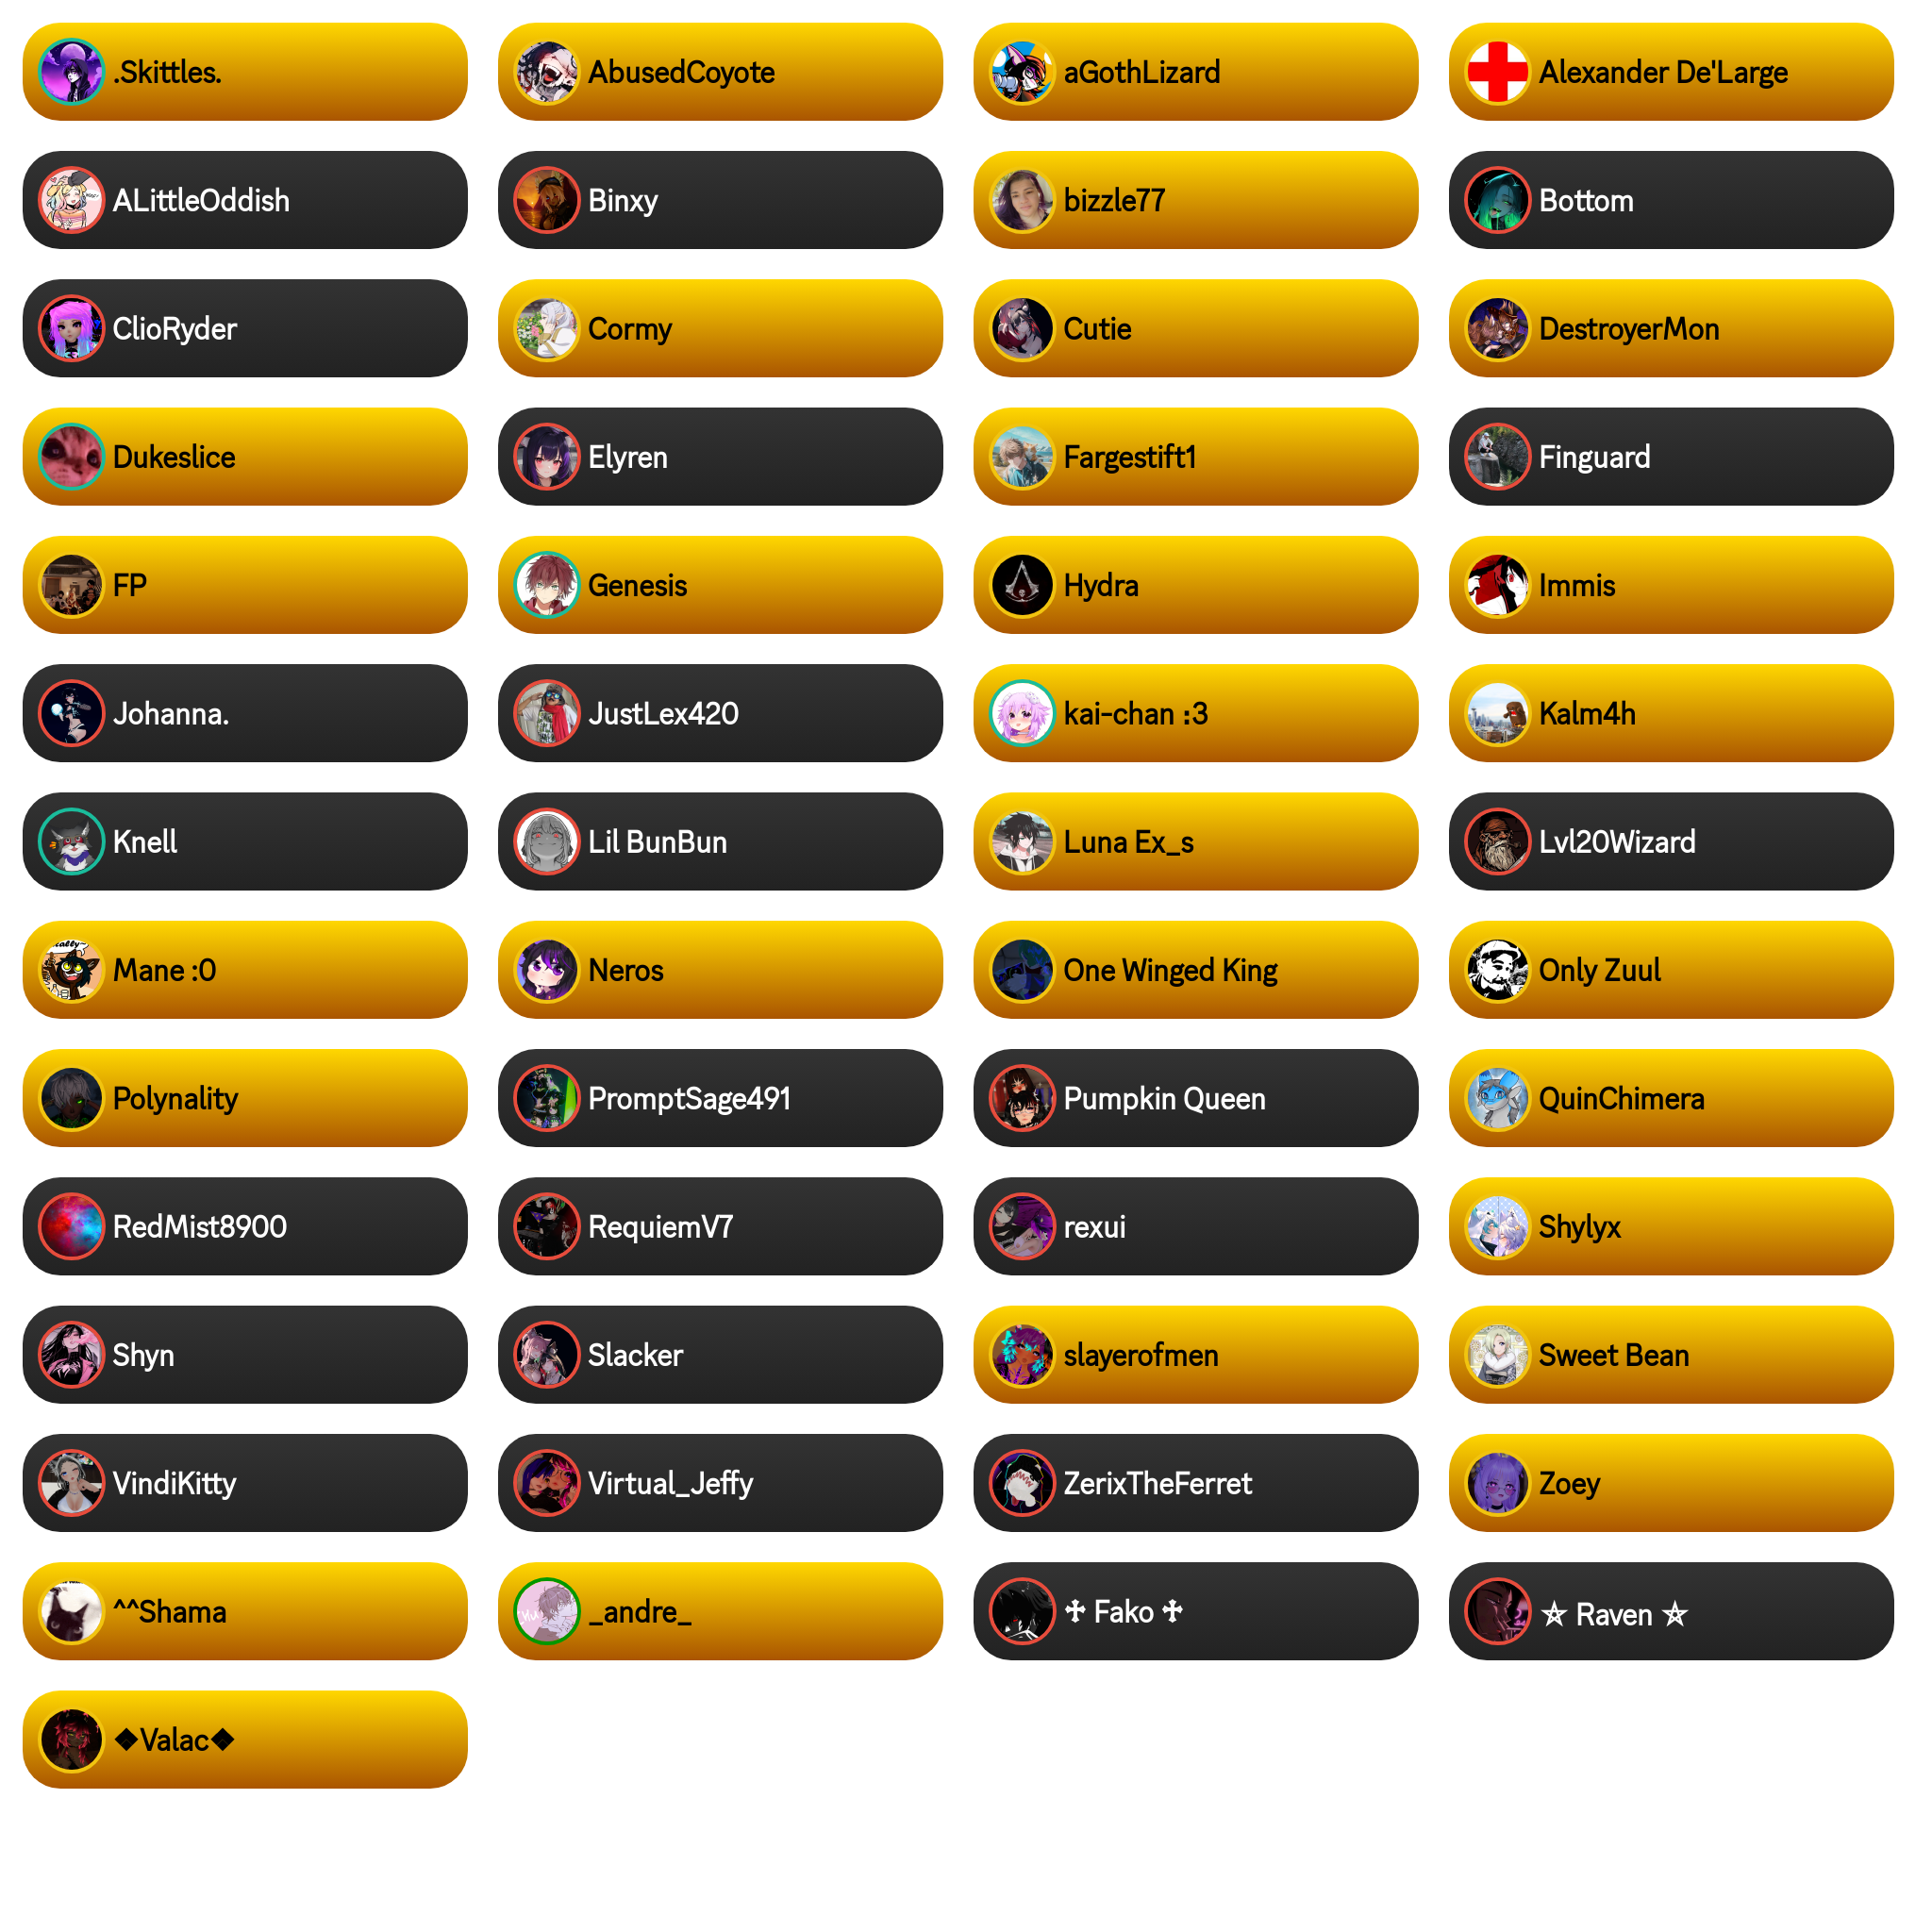 .Skittles.
AbusedCoyote
aGothLizard
Alexander De'Large
ALittleOddish
Binxy
bizzle77
Bottom
ClioRyder
Cormy
Cutie
DestroyerMon
Dukeslice
Elyren
Fargestift1
Finguard
FP
Genesis
Hydra
Immis
Johanna.
JustLex420
kai-chan :3
Kalm4h
Knell
Lil BunBun
Luna Ex_s
Lvl20Wizard
Mane :0
Neros
One Winged King
Only Zuul
Polynality
PromptSage491
Pumpkin Queen
QuinChimera
RedMist8900
RequiemV7
rexui
Shylyx
Shyn
Slacker
slayerofmen
Sweet Bean
VindiKitty
Virtual_Jeffy
ZerixTheFerret
Zoey
^^Shama
_andre_
✢ Fako ✢
⛦ Raven ⛦
❖Valac❖